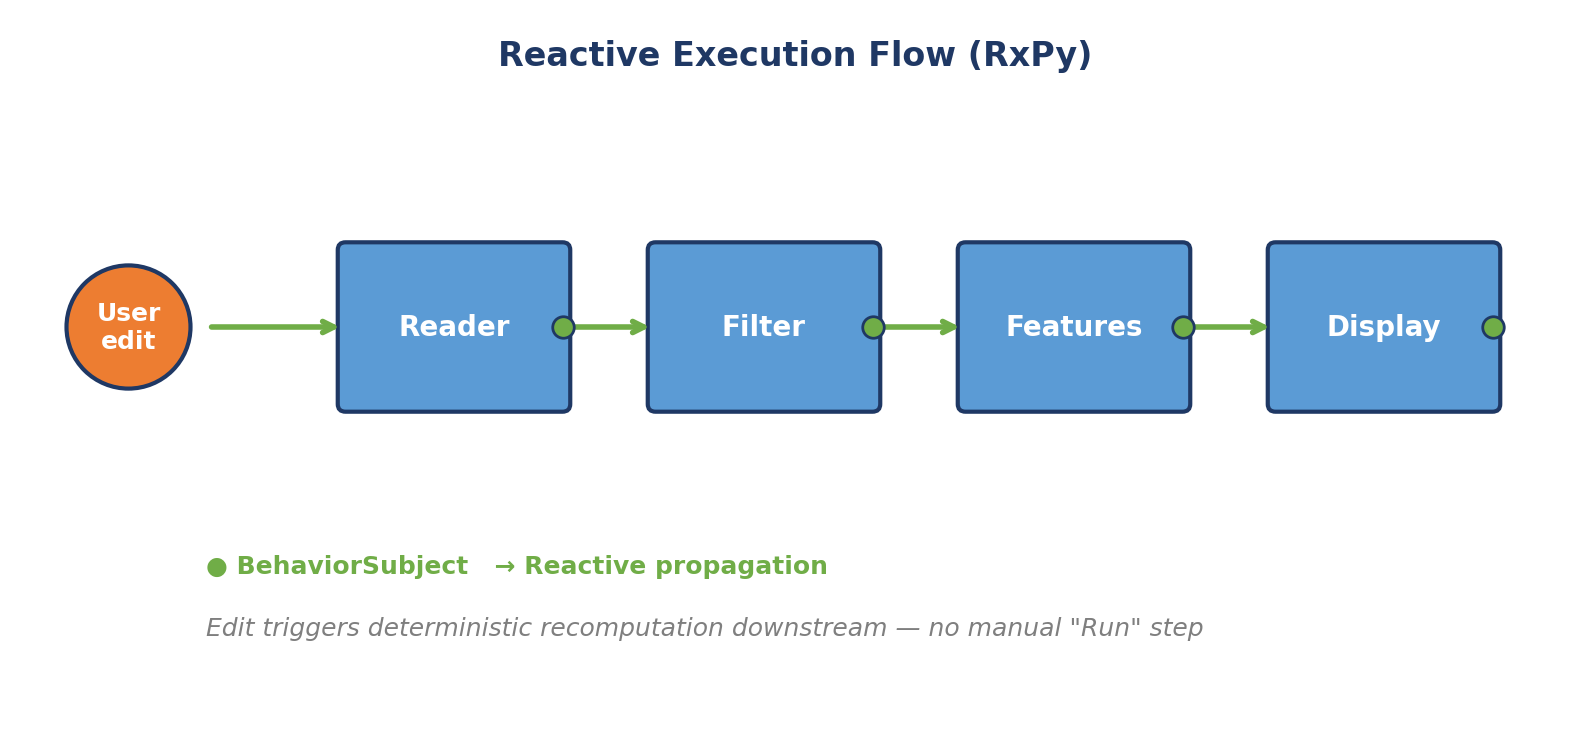 Reactive Execution Flow (RxPy)
User
edit
Reader
Filter
Features
Display
● BehaviorSubject → Reactive propagation
Edit triggers deterministic recomputation downstream — no manual "Run" step